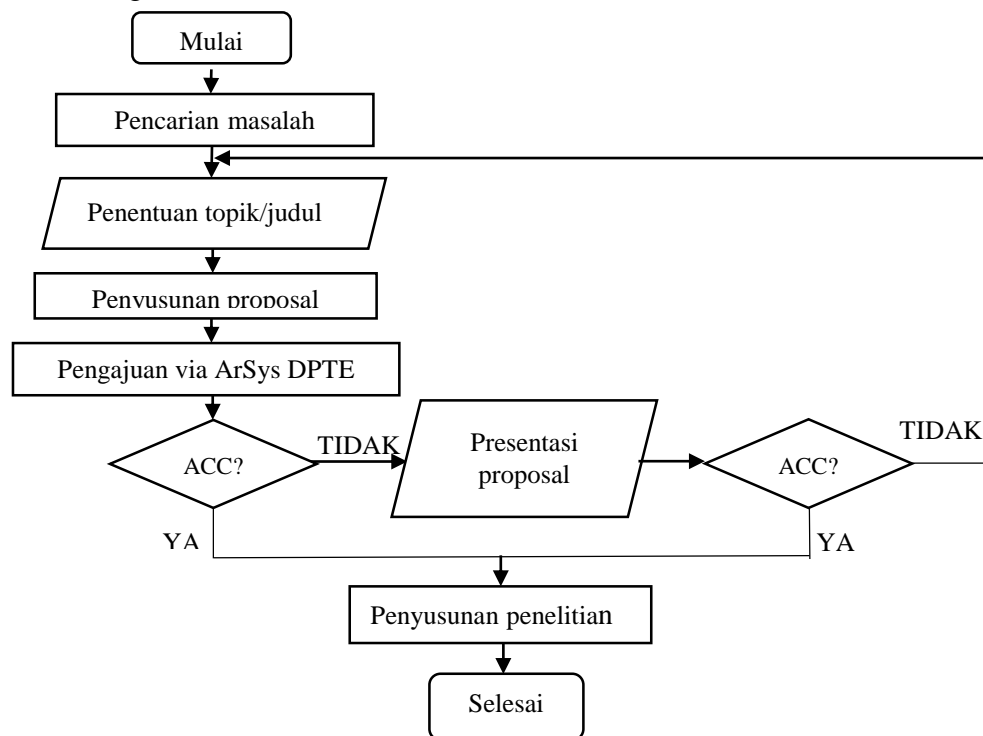 Mulai
Pencarian masalah
Penentuan topik/judul
Penyusunan proposal
Pengajuan via ArSys DPTE
ACC?
TIDAK
Presentasi
proposal
ACC?
TIDAK
YA
YA
Penyusunan penelitian
Selesai